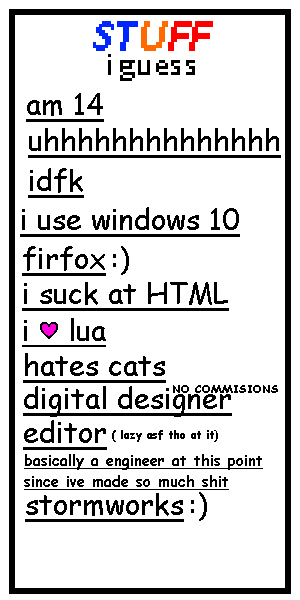 STUFF
i guess
am 14
uhhhhhhhhhhhhhh
idfk
i use windows 10
firfox :)
i suck at HTML
i ♥ lua
hates cats
NO COMMISIONS
digital designer
editor ( lazy asf tho at it)
basically a engineer at this point
since ive made so much shit
stormworks :)